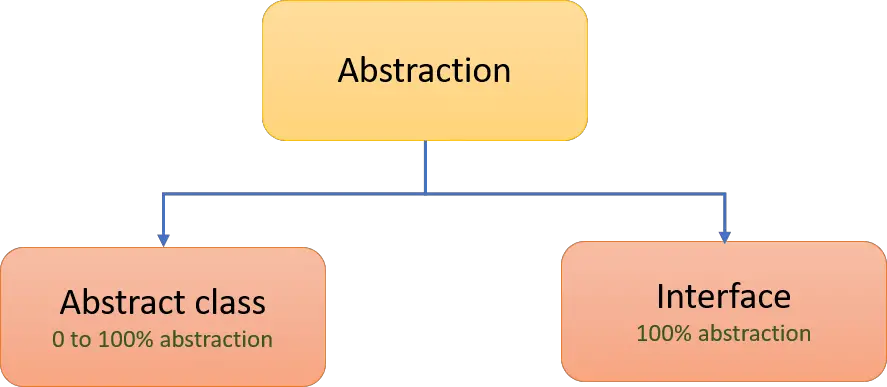 Abstraction
Abstract class
0 to 100% abstraction
Interface
100% abstraction